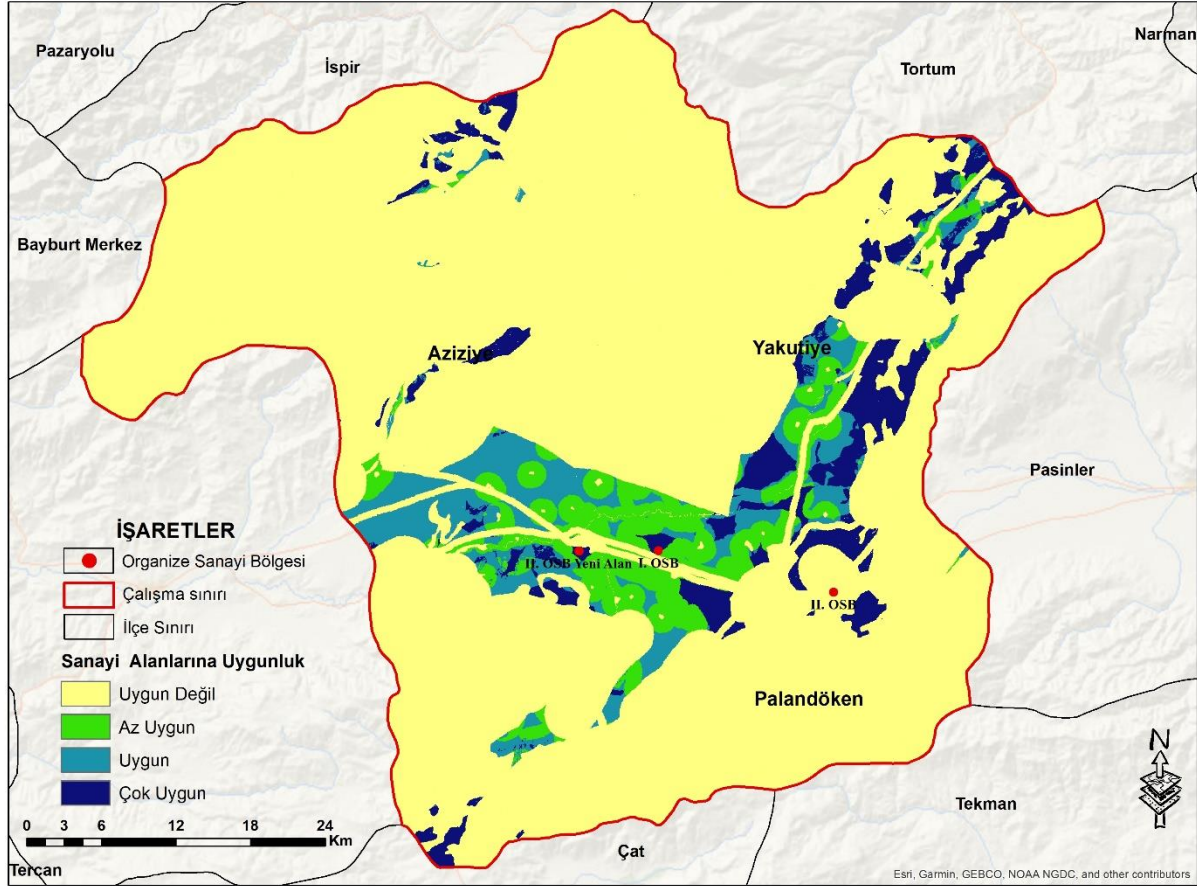 Pazaryolu
İspir
Tortum
Narman
Bayburt Merkez
Aziziye
Yakutiye
Pasinler
II. OSB Yeni Alan
I. OSB
II. OSB
Palandöken
Tekman
Çat
Tercan
İŞARETLER
Organize Sanayi Bölgesi
Çalışma sınırı
İlçe Sınırı
Sanayi Alanlarına Uygunluk
Uygun Değil
Az Uygun
Uygun
Çok Uygun
0 3 6 12 18 24
Km
N
Esri, Garmin, GEBCO, NOAA NGDC, and other contributors